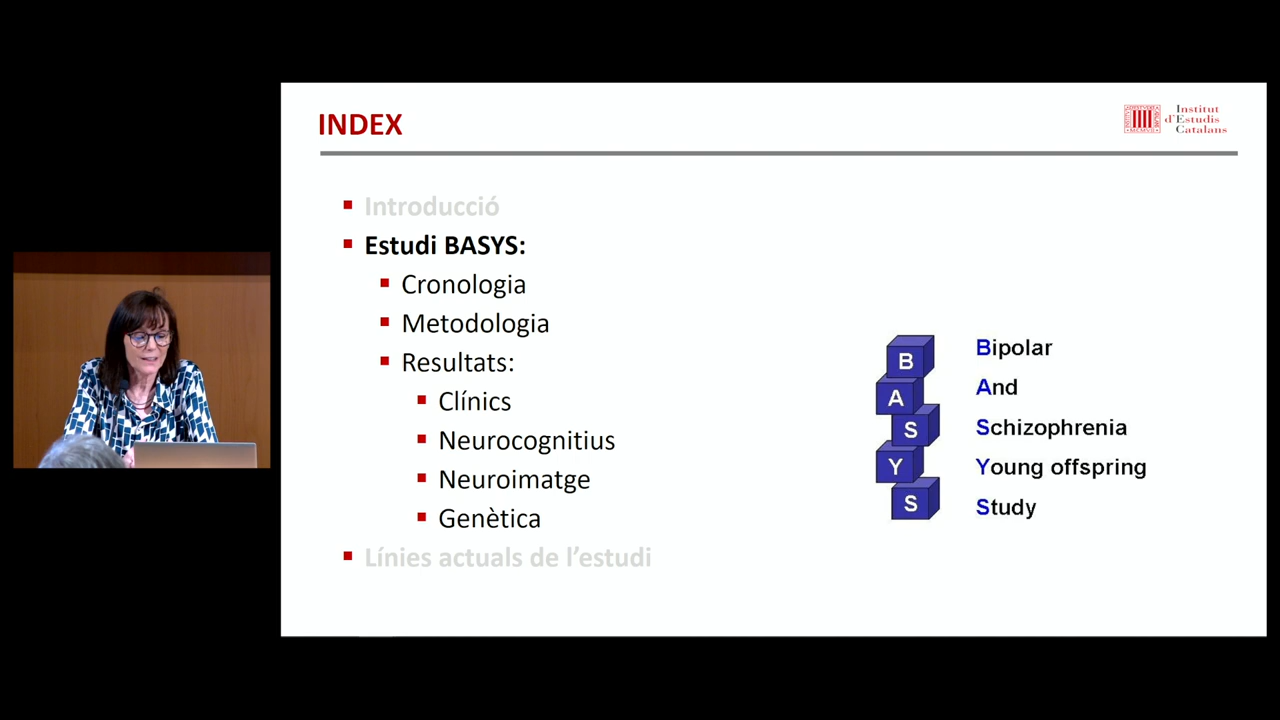 INDEX
Institut
d'Estudis
Catalans
Introducció
Estudi BASYS:
Cronologia
Metodologia
Resultats:
Clínics
Neurocognitius
Neuroimatge
Genètica
Línies actuals de l'estudi
B
A
S
Y
S
Bipolar
And
Schizophrenia
Young offspring
Study